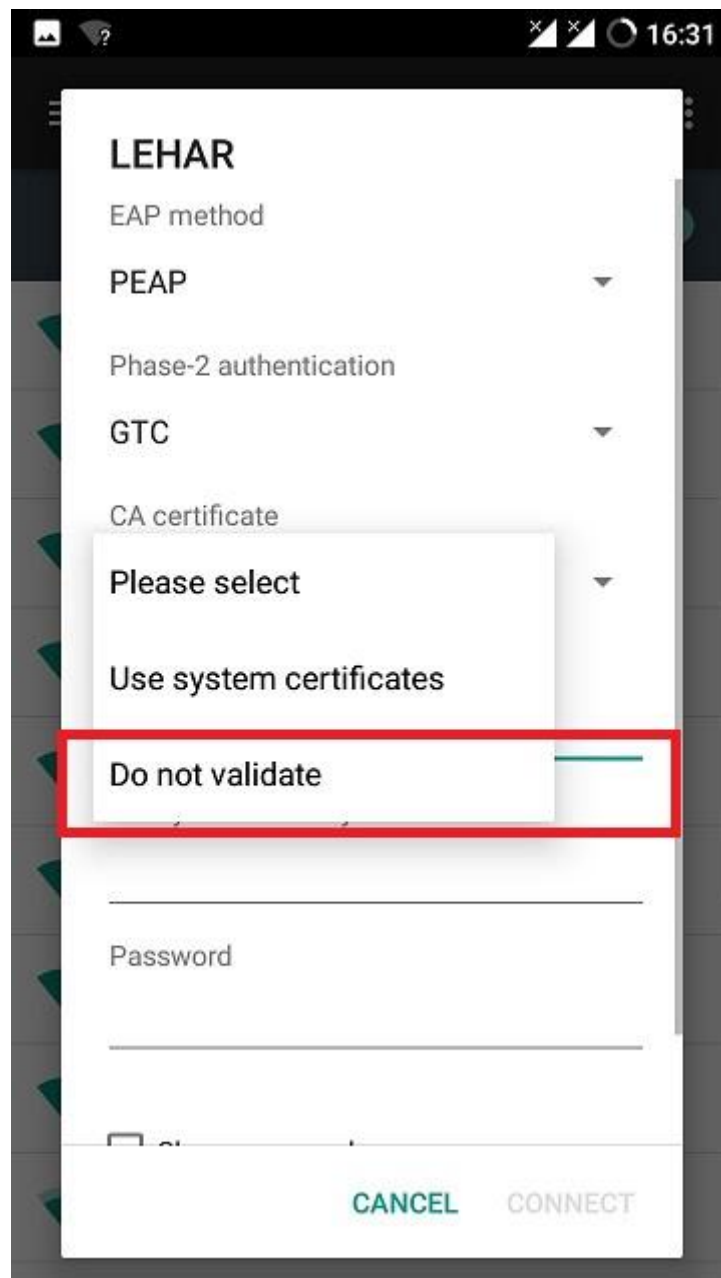 16:31
LEHAR
EAP method
PEAP
Phase-2 authentication
GTC
CA certificate
Please select
Use system certificates
Do not validate
Password
CANCEL CONNECT